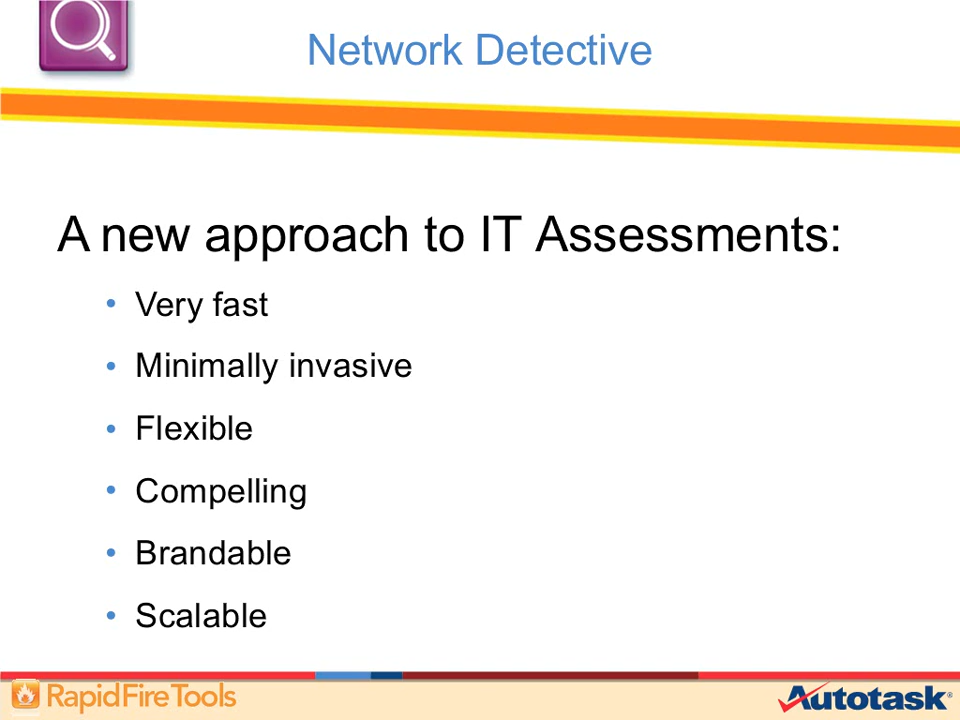 Network Detective
A new approach to IT Assessments:
• Very fast
• Minimally invasive
• Flexible
• Compelling
• Brandable
• Scalable
RapidFireTools
Autotask®